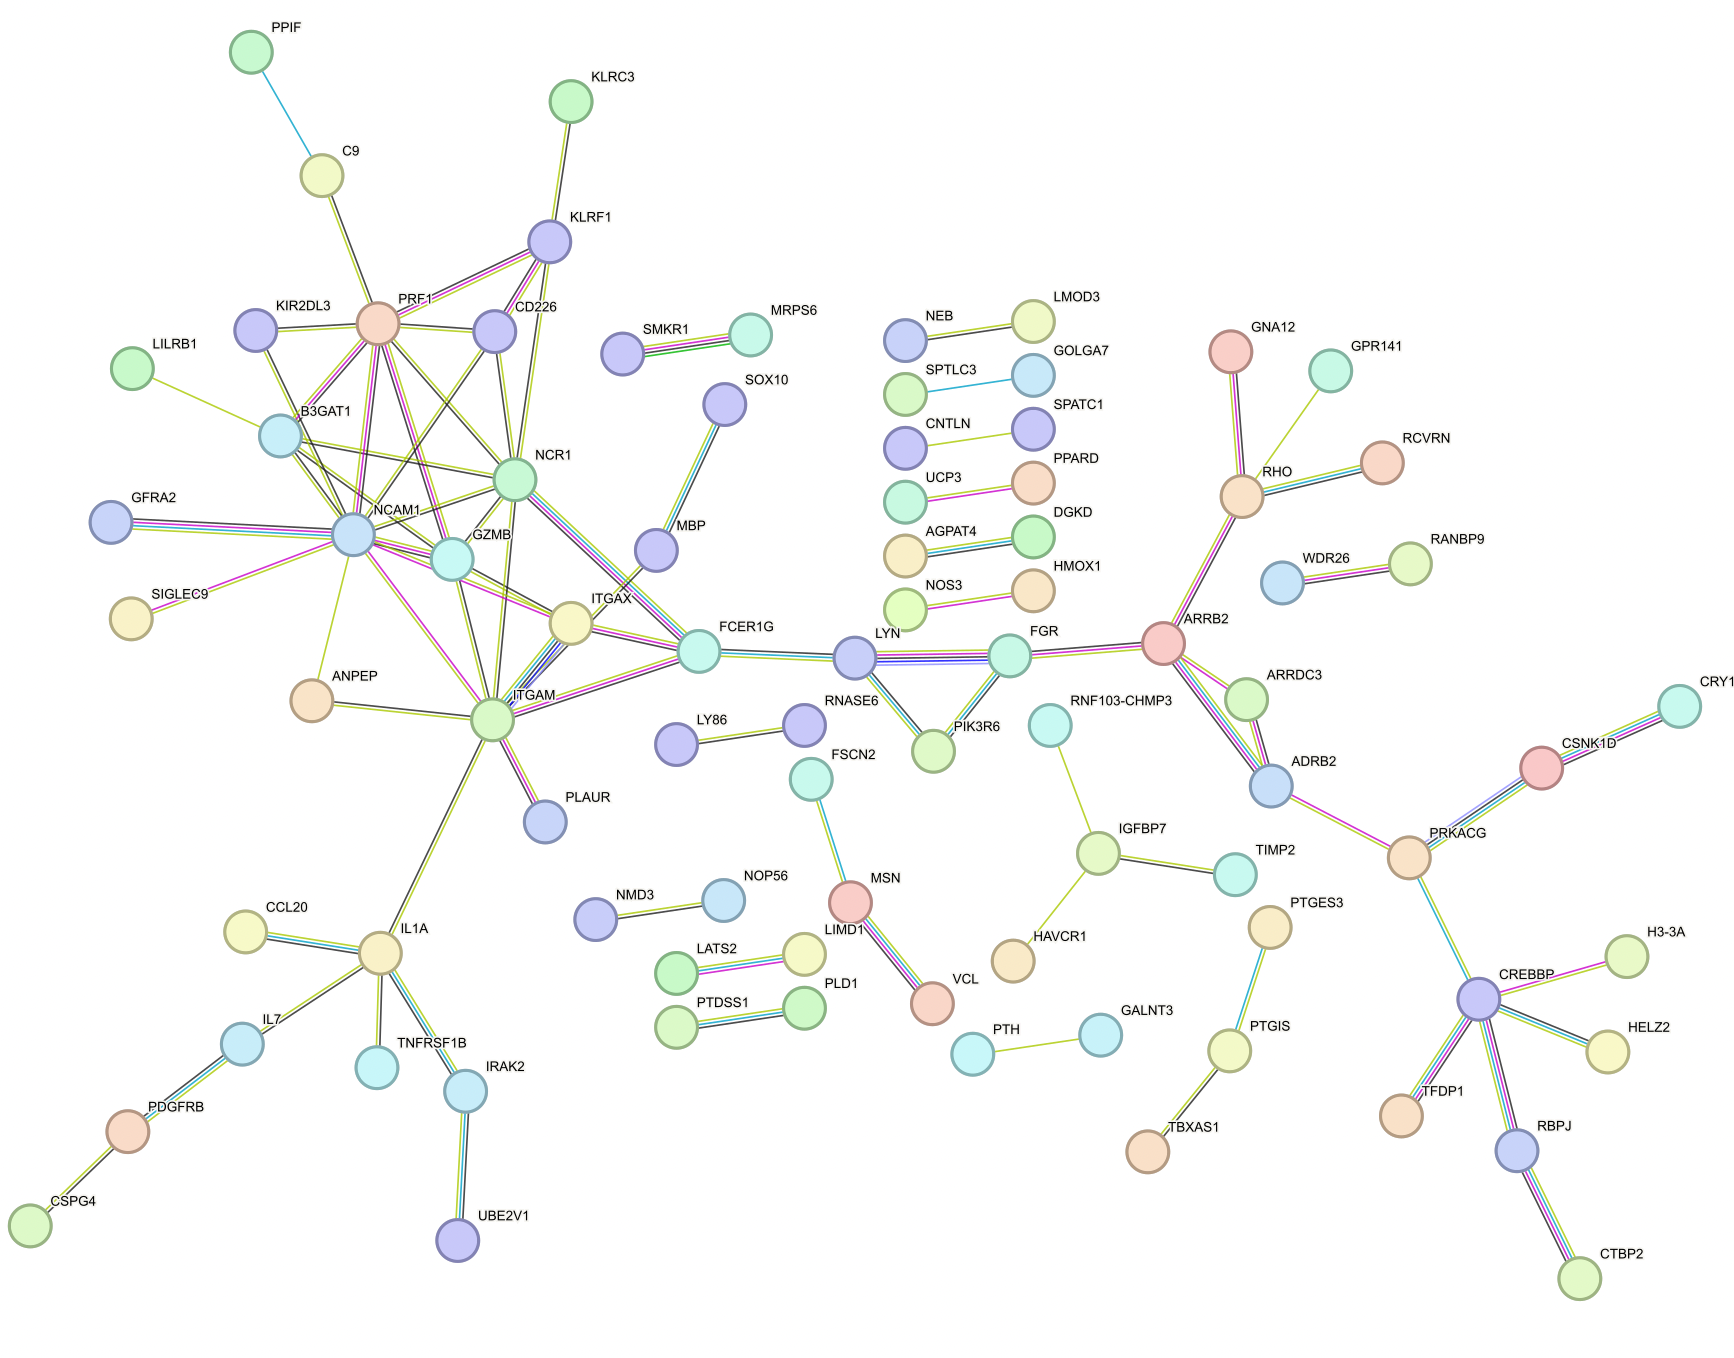 PPIF
KLRC3
C9
KLRF1
PRF1
KIR2DL3
CD226
LILRB1
B3GAT1
NCR1
GFRA2
NCAM1
GZMB
SIGLEC9
ITGAX
ANPEP
ITGAM
PLAUR
FCER1G
SMKR1
MRPS6
SOX10
MBP
NEB
LMOD3
SPTLC3
GOLGA7
CNTLN
SPATC1
UCP3
PPARD
AGPAT4
DGKD
NOS3
HMOX1
GNA12
GPR141
RCVRN
RHO
WDR26
RANBP9
LYN
FGR
ARRB2
PIK3R6
ARRDC3
ADRB2
LY86
RNASE6
RNF103-CHMP3
IGFBP7
TIMP2
HAVCR1
CRY1
CSNK1D
PRKACG
FSCN2
MSN
VCL
NMD3
NOP56
LATS2
LIMD1
PTDSS1
PLD1
PTH
GALNT3
PTGES3
PTGIS
TBXAS1
H3-3A
CREBBP
HELZ2
TFDP1
RBPJ
CTBP2
CCL20
IL1A
IL7
TNFRSF1B
IRAK2
PDGFRB
CSPG4
UBE2V1